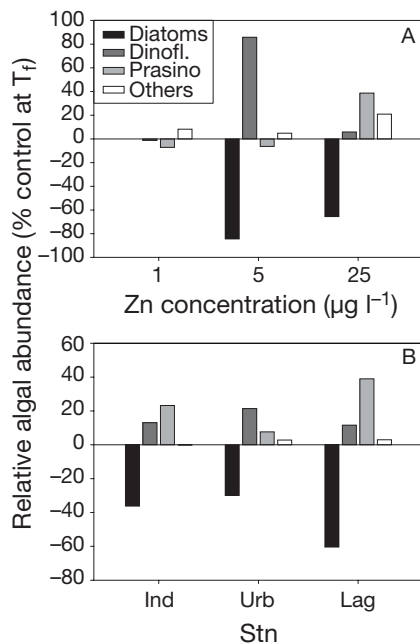 Relative algal abundance (% control at Tf)
A
Diatoms
Dinofl.
Prasino
Others
100
80
60
40
20
0
–20
–40
–60
–80
–100
1 5 25
Zn concentration (µg l–1)
B
60
40
20
0
–20
–40
–60
–80
Ind Urb Lag
Stn